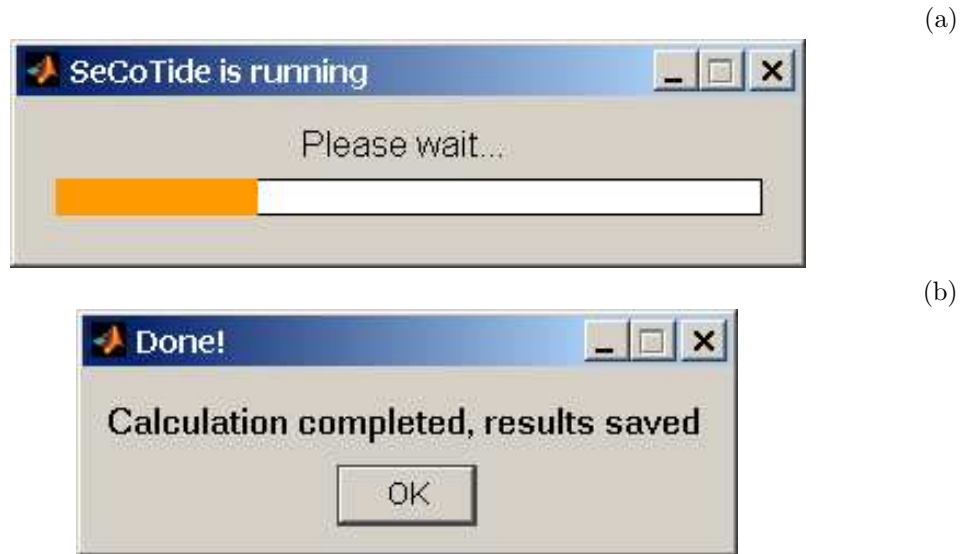 (a)
SeCoTide is running
Please wait...
(b)
Done!
Calculation completed, results saved
OK